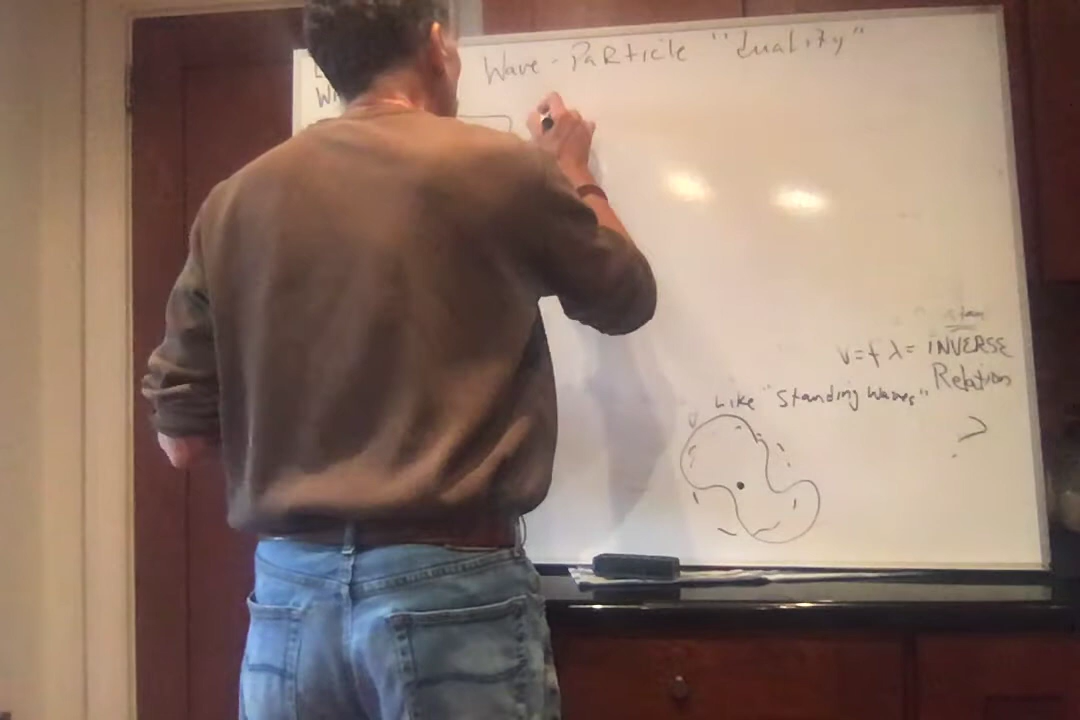 Wave - Particle "duality"
v = f λ = INVERSE
Relation
Like "Standing Waves"
?